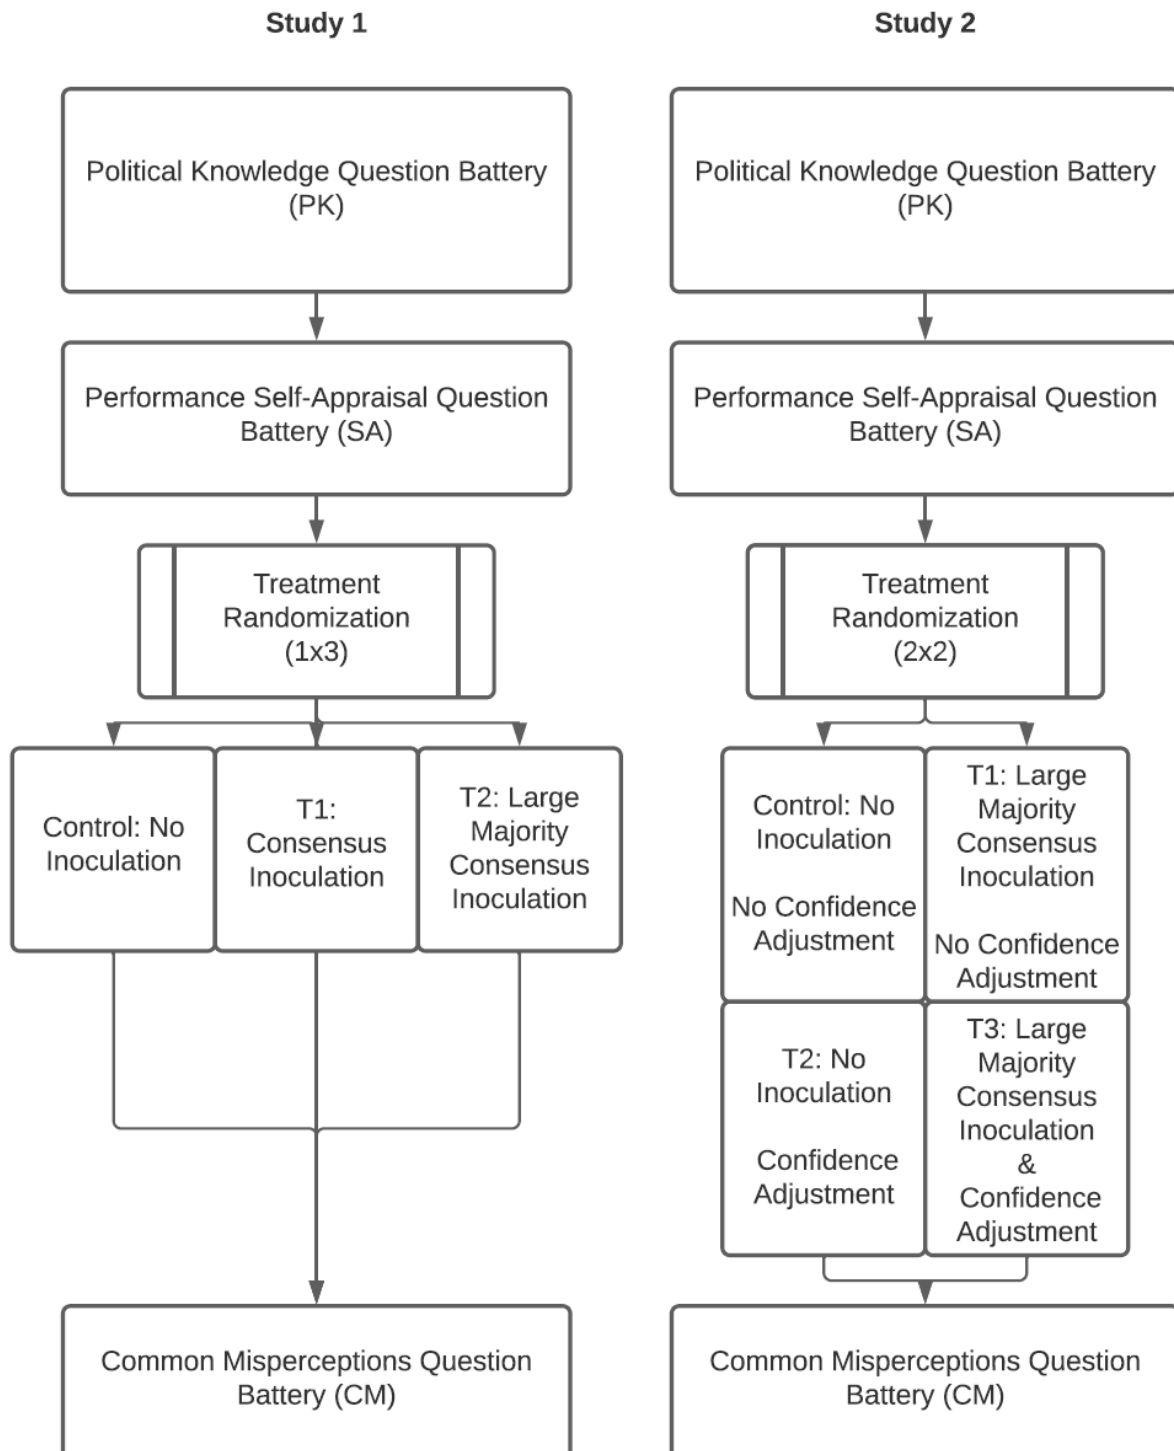 Study 1
Political Knowledge Question Battery
(PK)
Performance Self-Appraisal Question
Battery (SA)
Treatment
Randomization
(1x3)
Control: No
Inoculation
T1:
Consensus
Inoculation
T2: Large
Majority
Consensus
Inoculation
Common Misperceptions Question
Battery (CM)
Study 2
Political Knowledge Question Battery
(PK)
Performance Self-Appraisal Question
Battery (SA)
Treatment
Randomization
(2x2)
Control: No
Inoculation
No Confidence
Adjustment
T1: Large
Majority
Consensus
Inoculation
No Confidence
Adjustment
T2: No
Inoculation
Confidence
Adjustment
T3: Large
Majority
Consensus
Inoculation
&
Confidence
Adjustment
Common Misperceptions Question
Battery (CM)